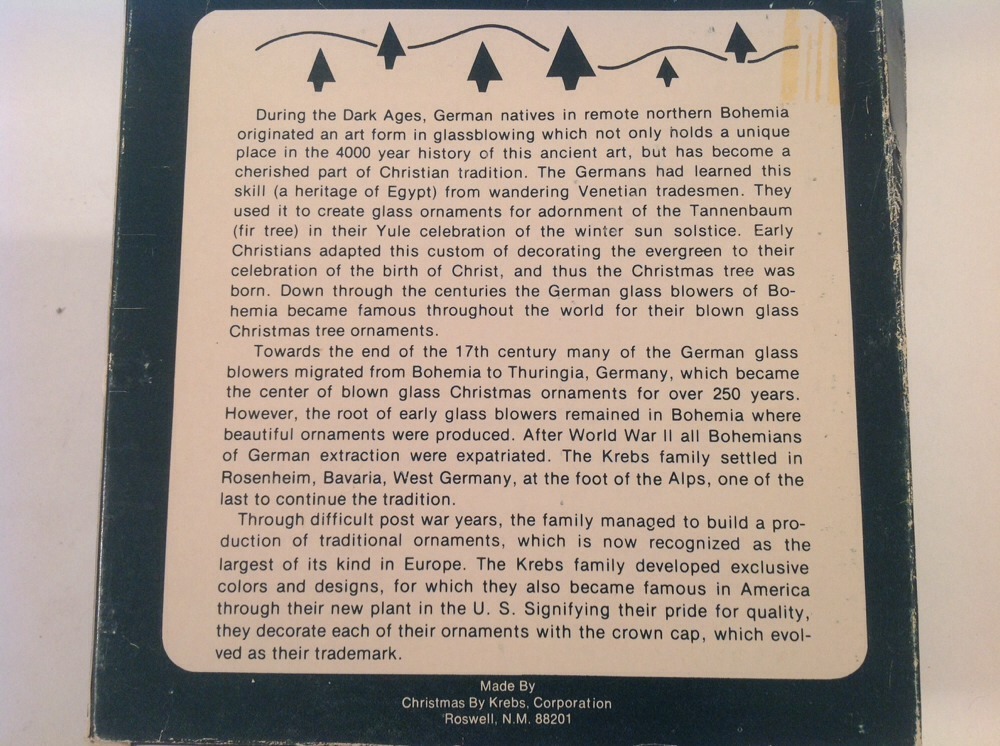 During the Dark Ages, German natives in remote northern Bohemia
originated an art form in glassblowing which not only holds a unique
place in the 4000 year history of this ancient art, but has become a
cherished part of Christian tradition. The Germans had learned this
skill (a heritage of Egypt) from wandering Venetian tradesmen. They
used it to create glass ornaments for adornment of the Tannenbaum
(fir tree) in their Yule celebration of the winter sun solstice. Early
Christians adapted this custom of decorating the evergreen to their
celebration of the birth of Christ, and thus the Christmas tree was
born. Down through the centuries the German glass blowers of Bo-
hemia became famous throughout the world for their blown glass
Christmas tree ornaments.
Towards the end of the 17th century many of the German glass
blowers migrated from Bohemia to Thuringia, Germany, which became
the center of blown glass Christmas ornaments for over 250 years.
However, the root of early glass blowers remained in Bohemia where
beautiful ornaments were produced. After World War II all Bohemians
of German extraction were expatriated. The Krebs family settled in
Rosenheim, Bavaria, West Germany, at the foot of the Alps, one of the
last to continue the tradition.
Through difficult post war years, the family managed to build a pro-
duction of traditional ornaments, which is now recognized as the
largest of its kind in Europe. The Krebs family developed exclusive
colors and designs, for which they also became famous in America
through their new plant in the U. S. Signifying their pride for quality,
they decorate each of their ornaments with the crown cap, which evol-
ved as their trademark.
Made By
Christmas By Krebs, Corporation
Roswell, N.M. 88201